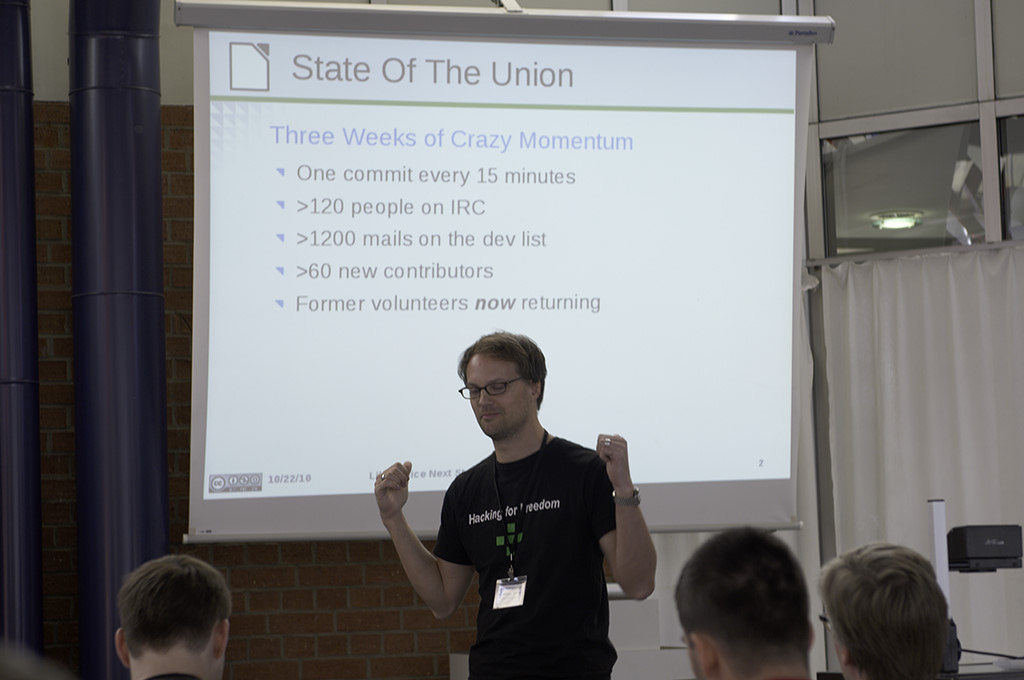 State Of The Union
Three Weeks of Crazy Momentum
One commit every 15 minutes
>120 people on IRC
>1200 mails on the dev list
>60 new contributors
Former volunteers now returning
10/22/10
Next
2
Hacking for Freedom